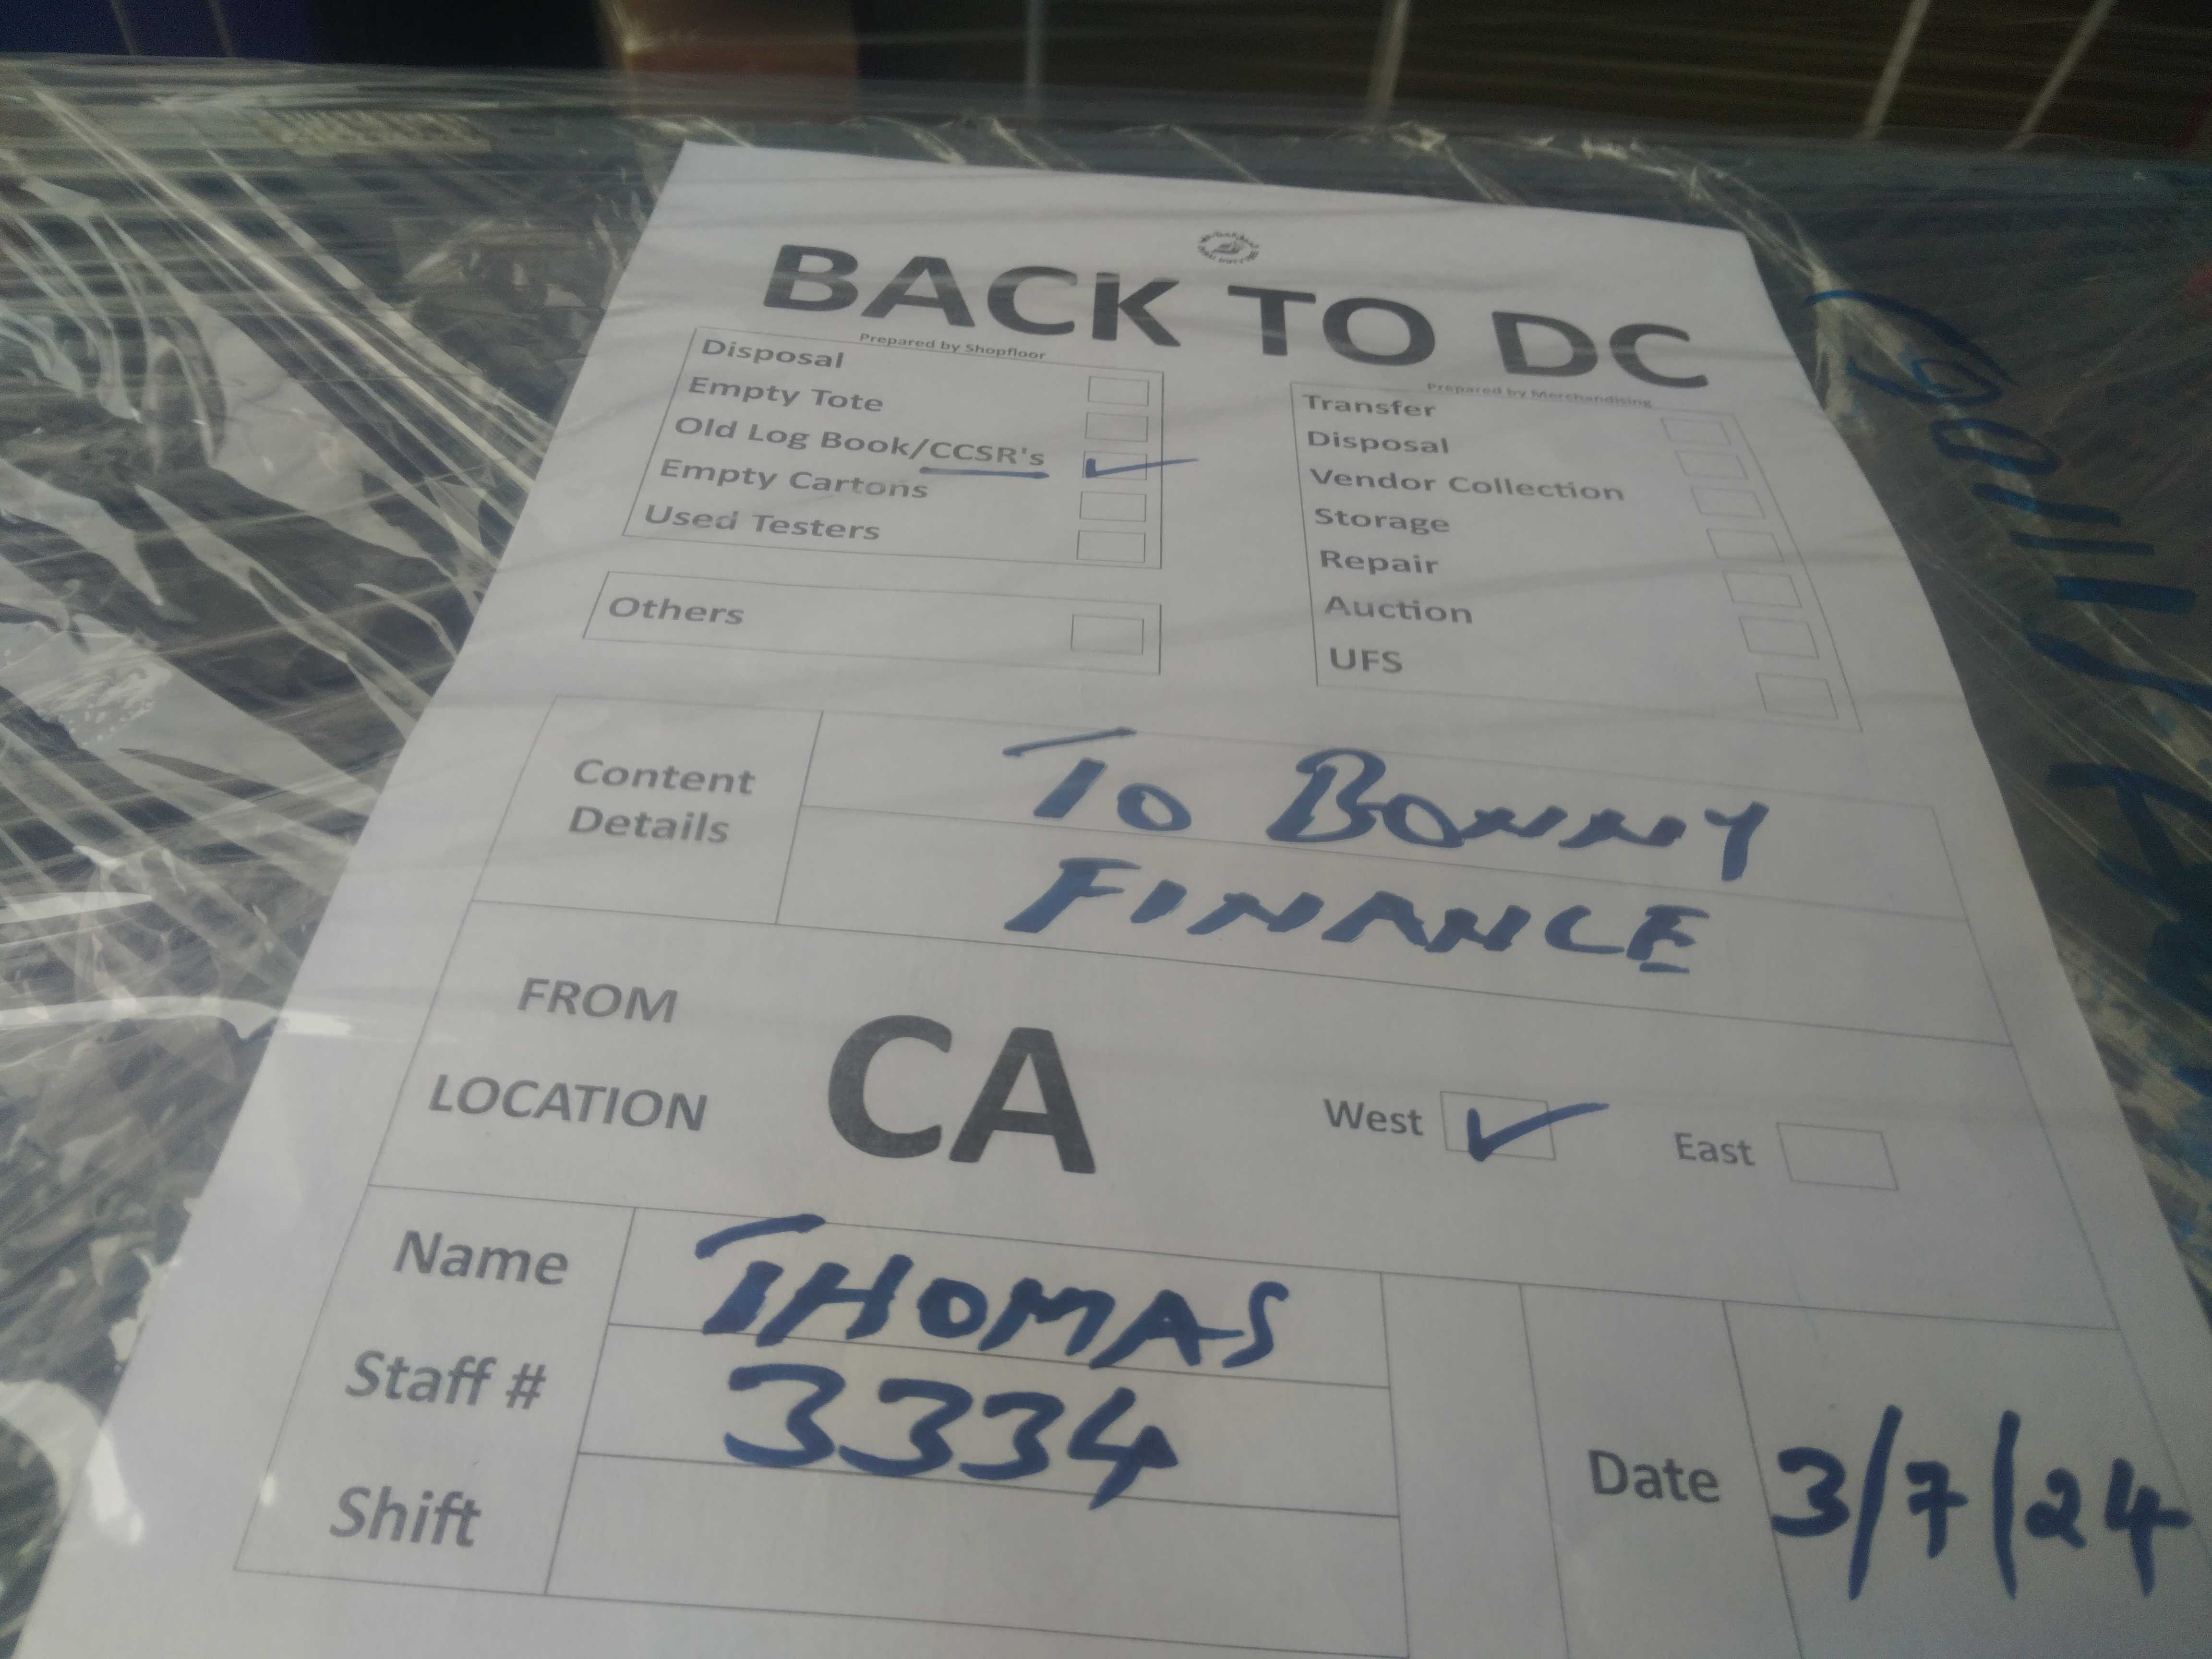 BACK TO DC
Prepared by Shopfloor
Disposal
Empty Tote
Old Log Book/CCSR's
Empty Cartons
Used Testers
Others
Prepared by Merchandising
Transfer
Disposal
Vendor Collection
Storage
Repair
Auction
UFS
Content
Details
To BONNY
FINANCE
FROM
LOCATION
CA
West
East
Name
THOMAS
Staff #
3334
Shift
Date
3/7/24